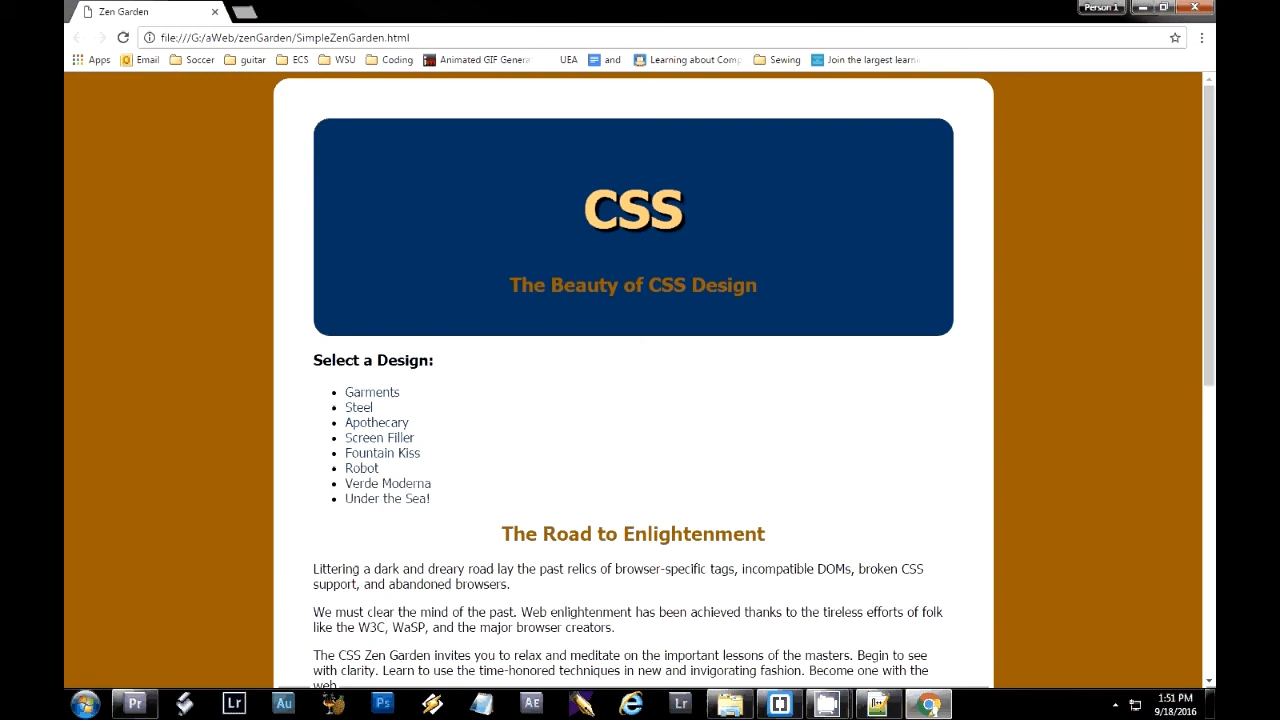 Zen Garden
Person 1
file:///G:/aWeb/zenGarden/SimpleZenGarden.html
Apps Email Soccer guitar ECS WSU Coding Animated GIF Genera UEA and Learning about Comp Sewing Join the largest learn
CSS
The Beauty of CSS Design
Select a Design:
Garments
Steel
Apothecary
Screen Filler
Fountain Kiss
Robot
Verde Moderna
Under the Sea!
The Road to Enlightenment
Littering a dark and dreary road lay the past relics of browser-specific tags, incompatible DOMs, broken CSS
support, and abandoned browsers.
We must clear the mind of the past. Web enlightenment has been achieved thanks to the tireless efforts of folk
like the W3C, WaSP, and the major browser creators.
The CSS Zen Garden invites you to relax and meditate on the important lessons of the masters. Begin to see
with clarity. Learn to use the time-honored techniques in new and invigorating fashion. Become one with the
web.
Pr Lr Au Ps AE Lr
1:51 PM
9/18/2016